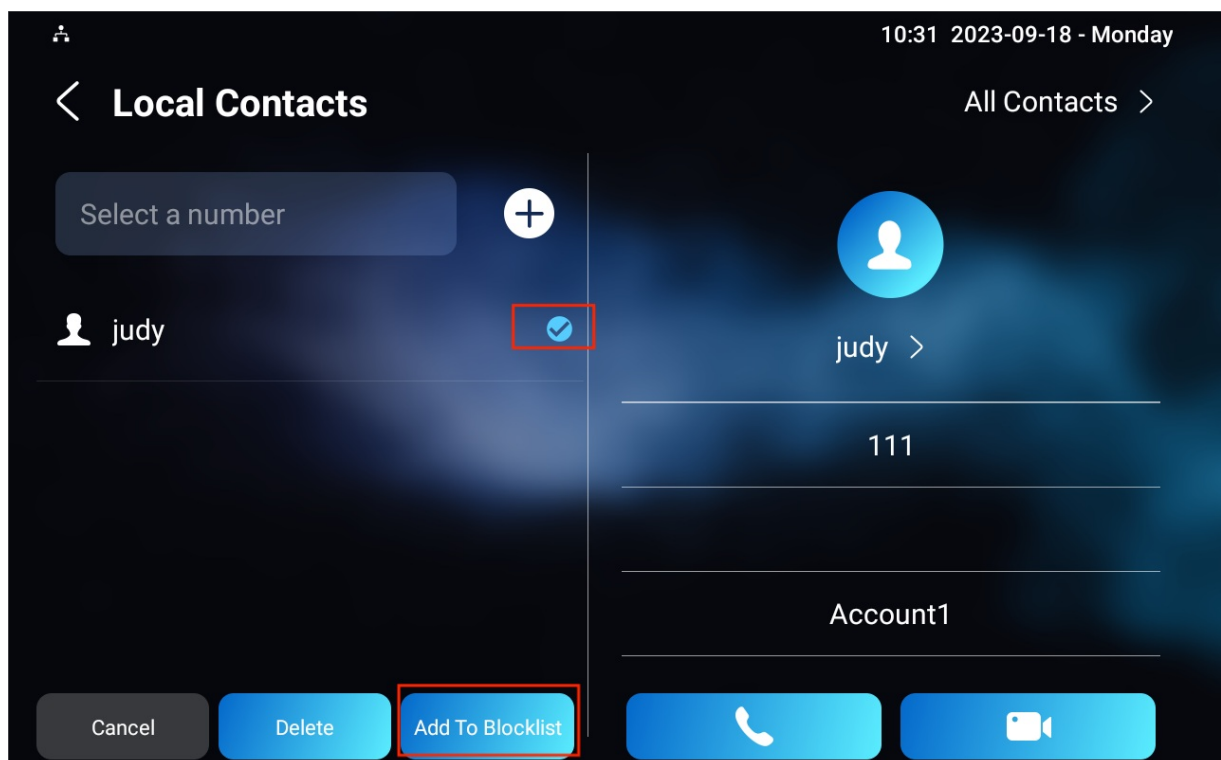 10:31 2023-09-18 - Monday
Local Contacts
All Contacts
Select a number
judy
judy
111
Account1
Cancel
Delete
Add To Blocklist